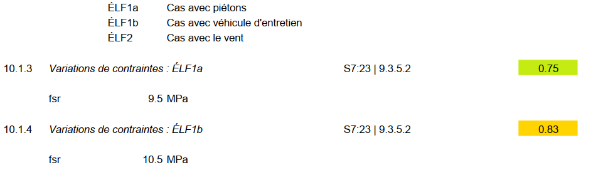 ÉLF1a Cas avec piétons
ÉLF1b Cas avec véhicule d'entretien
ÉLF2 Cas avec le vent
10.1.3 Variations de contraintes : ÉLF1a S7:23 | 9.3.5.2 0.75
fsr 9.5 MPa
10.1.4 Variations de contraintes : ÉLF1b S7:23 | 9.3.5.2 0.83
fsr 10.5 MPa